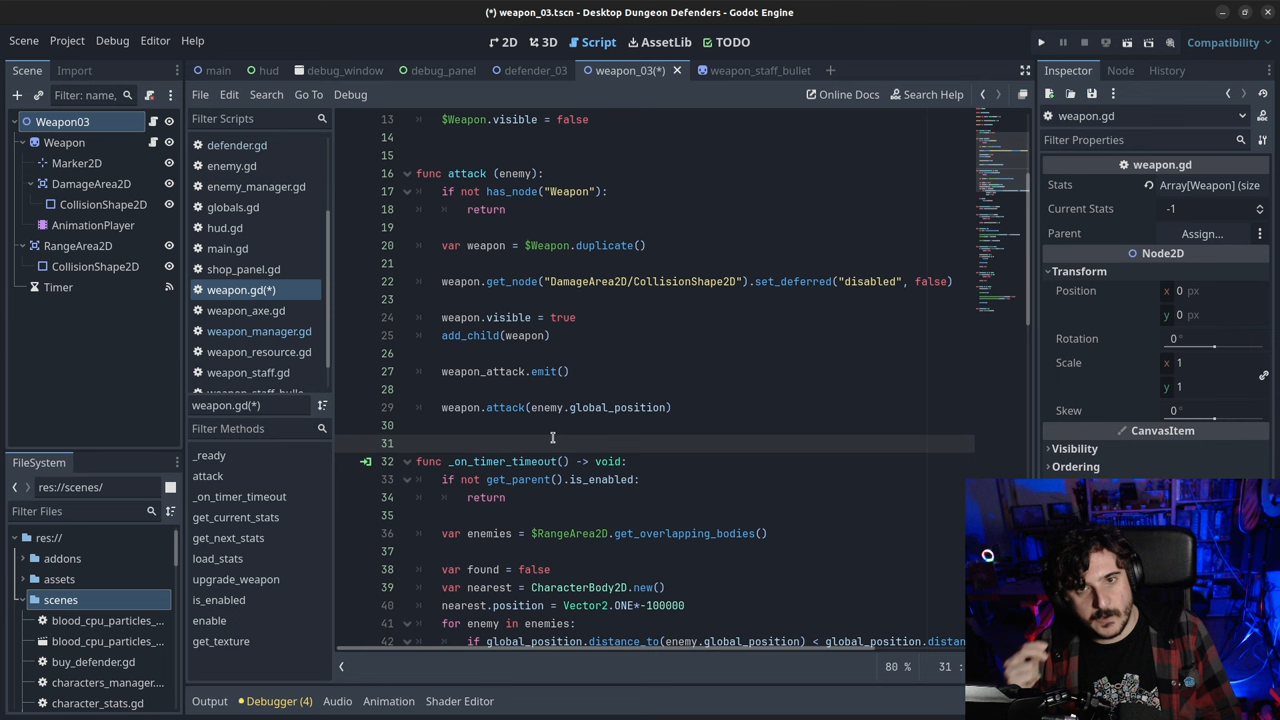 (*) weapon_03.tscn - Desktop Dungeon Defenders - Godot Engine
Scene Project Debug Editor Help
2D 3D Script AssetLib TODO
Compatibility
Scene Import
main hud debug_window debug_panel defender_03 weapon_03(*) weapon_staff_bullet
Inspector Node History
Filter: name,
File Edit Search Go To Debug
Online Docs Search Help
weapon.gd
Filter Properties
Weapon03
Weapon
Marker2D
DamageArea2D
CollisionShape2D
AnimationPlayer
RangeArea2D
CollisionShape2D
Timer
Filter Scripts
defender.gd
enemy.gd
enemy_manager.gd
globals.gd
hud.gd
main.gd
shop_panel.gd
weapon.gd(*)
weapon_axe.gd
weapon_manager.gd
weapon_resource.gd
weapon_staff.gd
weapon.gd(*)
Filter Methods
_ready
attack
_on_timer_timeout
get_current_stats
get_next_stats
load_stats
upgrade_weapon
is_enabled
enable
get_texture
13 $Weapon.visible = false
14
15
16 func attack (enemy):
17 if not has_node("Weapon"):
18 return
19
20 var weapon = $Weapon.duplicate()
21
22 weapon.get_node("DamageArea2D/CollisionShape2D").set_deferred("disabled", false)
23
24 weapon.visible = true
25 add_child(weapon)
26
27 weapon_attack.emit()
28
29 weapon.attack(enemy.global_position)
30
31
32 func _on_timer_timeout() -> void:
33 if not get_parent().is_enabled:
34 return
35
36 var enemies = $RangeArea2D.get_overlapping_bodies()
37
38 var found = false
39 var nearest = CharacterBody2D.new()
40 nearest.position = Vector2.ONE*-100000
41 for enemy in enemies:
42 if global_position.distance_to(enemy.global_position) < global_position.distan
80 % 31 :
weapon.gd
Stats Array[Weapon] (size
Current Stats -1
Parent Assign...
Node2D
Transform
Position x 0 px
y 0 px
Rotation 0 °
Scale x 1
y 1
Skew 0 °
CanvasItem
Visibility
Ordering
FileSystem
res://scenes/
Filter Files
res://
addons
assets
scenes
blood_cpu_particles_...
blood_cpu_particles_...
buy_defender.gd
characters_manager....
character_stats.gd
Output Debugger (4) Audio Animation Shader Editor